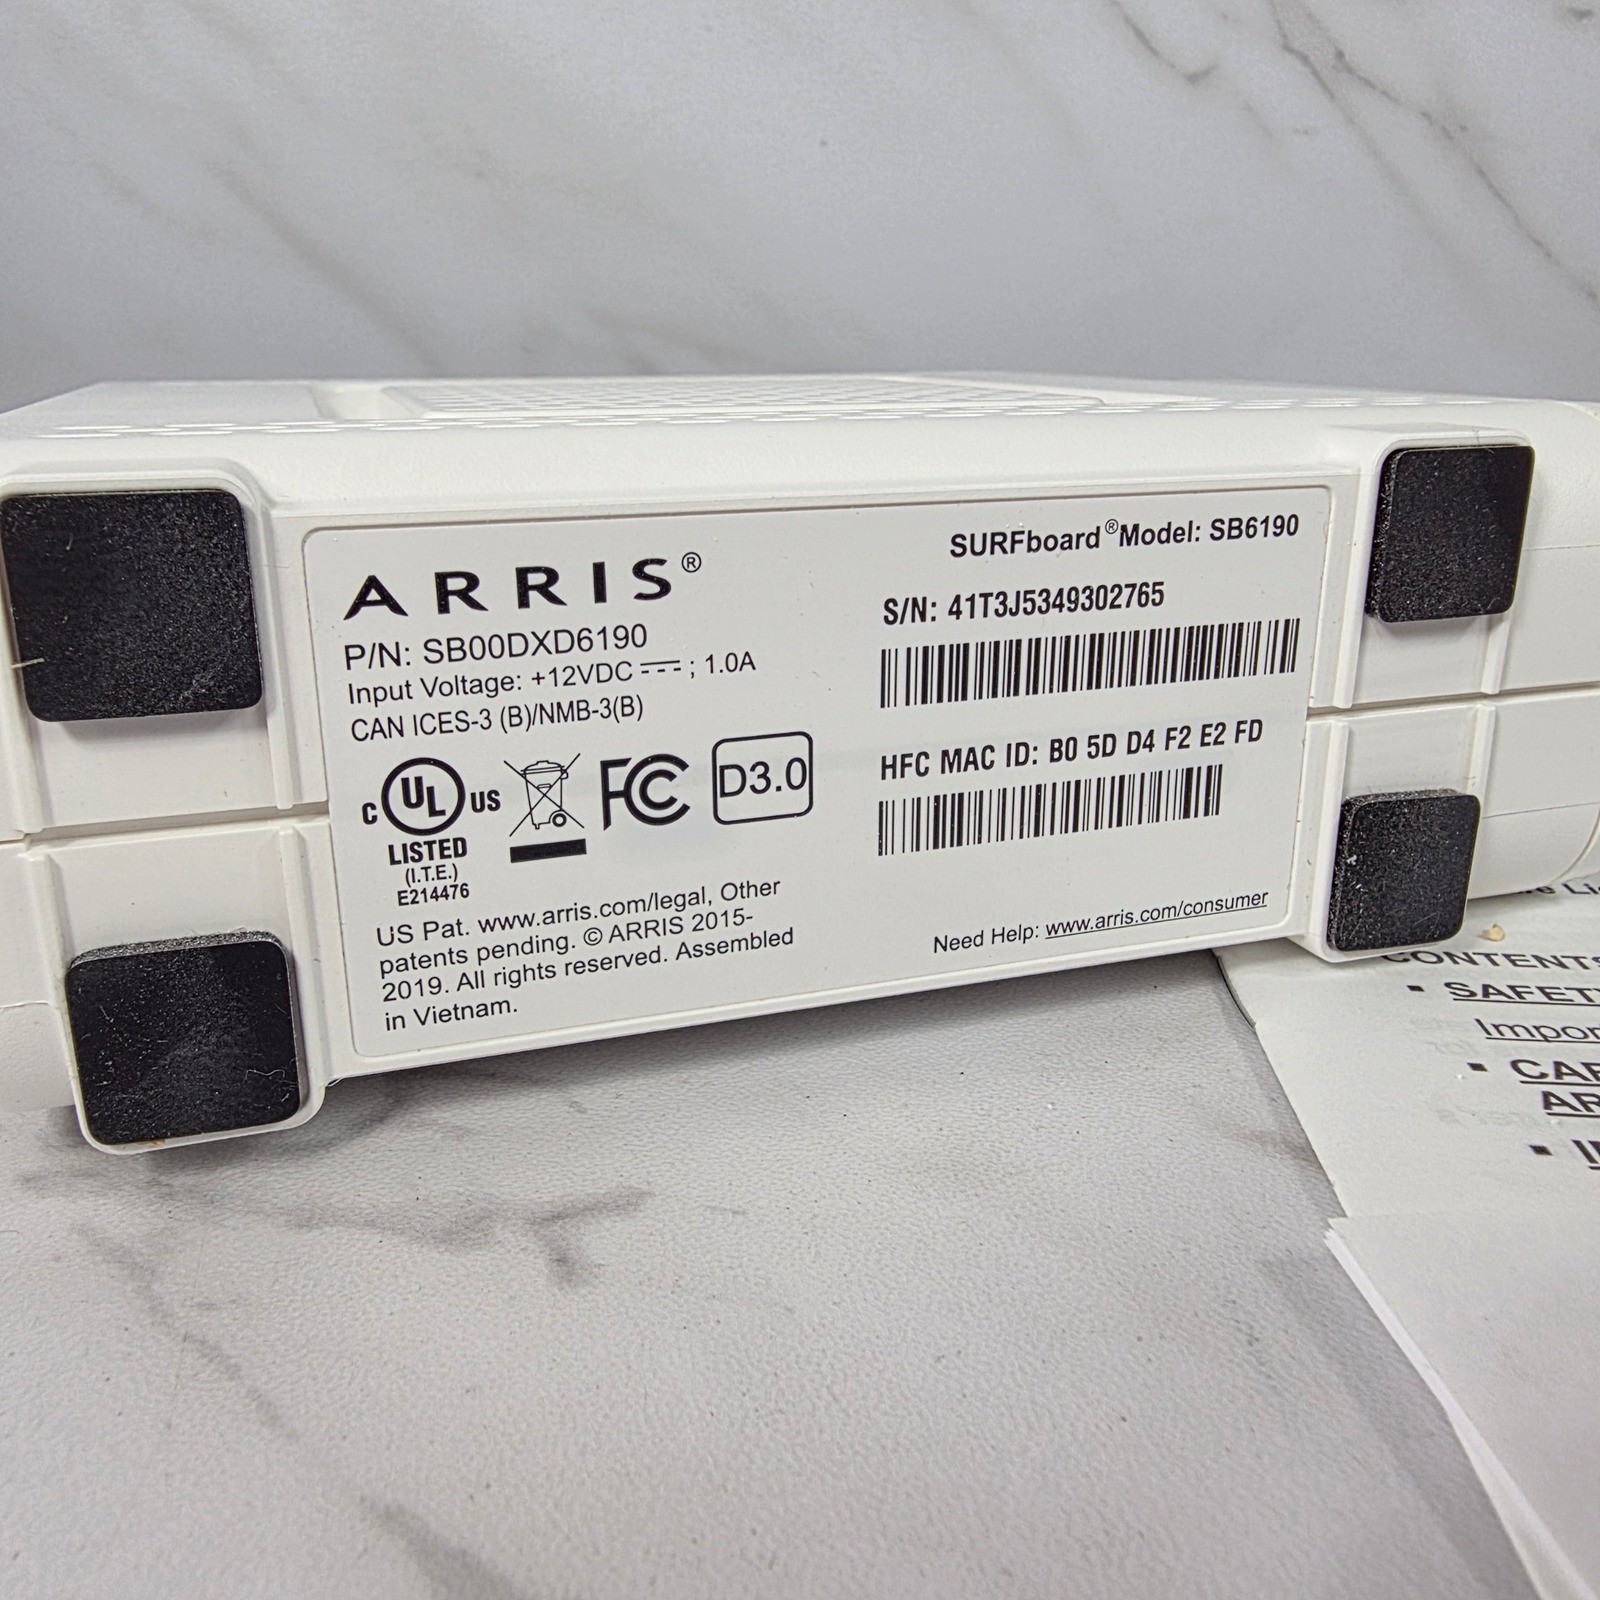 ARRIS®
P/N: SB00DXD6190
Input Voltage: +12VDC ⎓ ; 1.0A
CAN ICES-3 (B)/NMB-3(B)
C UL US
LISTED
(I.T.E.)
E214476
FC
D3.0
US Pat. www.arris.com/legal, Other
patents pending. © ARRIS 2015-
2019. All rights reserved. Assembled
in Vietnam.
SURFboard® Model: SB6190
S/N: 41T3J5349302765
HFC MAC ID: B0 5D D4 F2 E2 FD
Need Help: www.arris.com/consumer
CONTENTS
▪ SAFETY